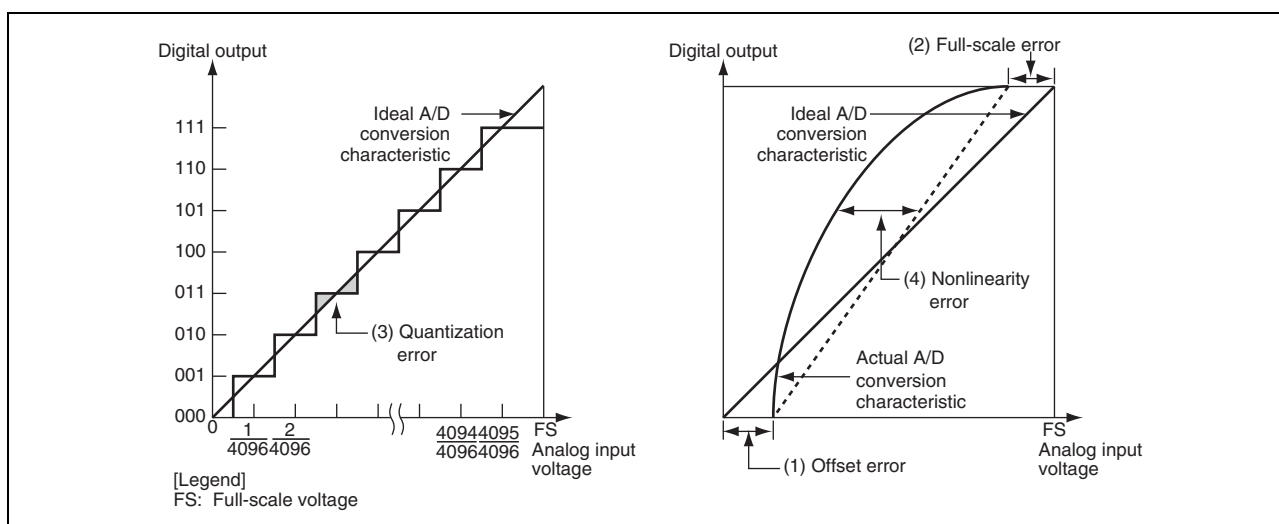 Digital output
Ideal A/D
conversion
characteristic
111
110
101
100
011
010
001
000
(3) Quantization
error
0
1
4096
2
4096
4094
4096
4095
4096
FS
Analog input
voltage
[Legend]
FS: Full-scale voltage
Digital output
(2) Full-scale error
Ideal A/D
conversion
characteristic
(4) Nonlinearity
error
Actual A/D
conversion
characteristic
FS
Analog input
voltage
(1) Offset error